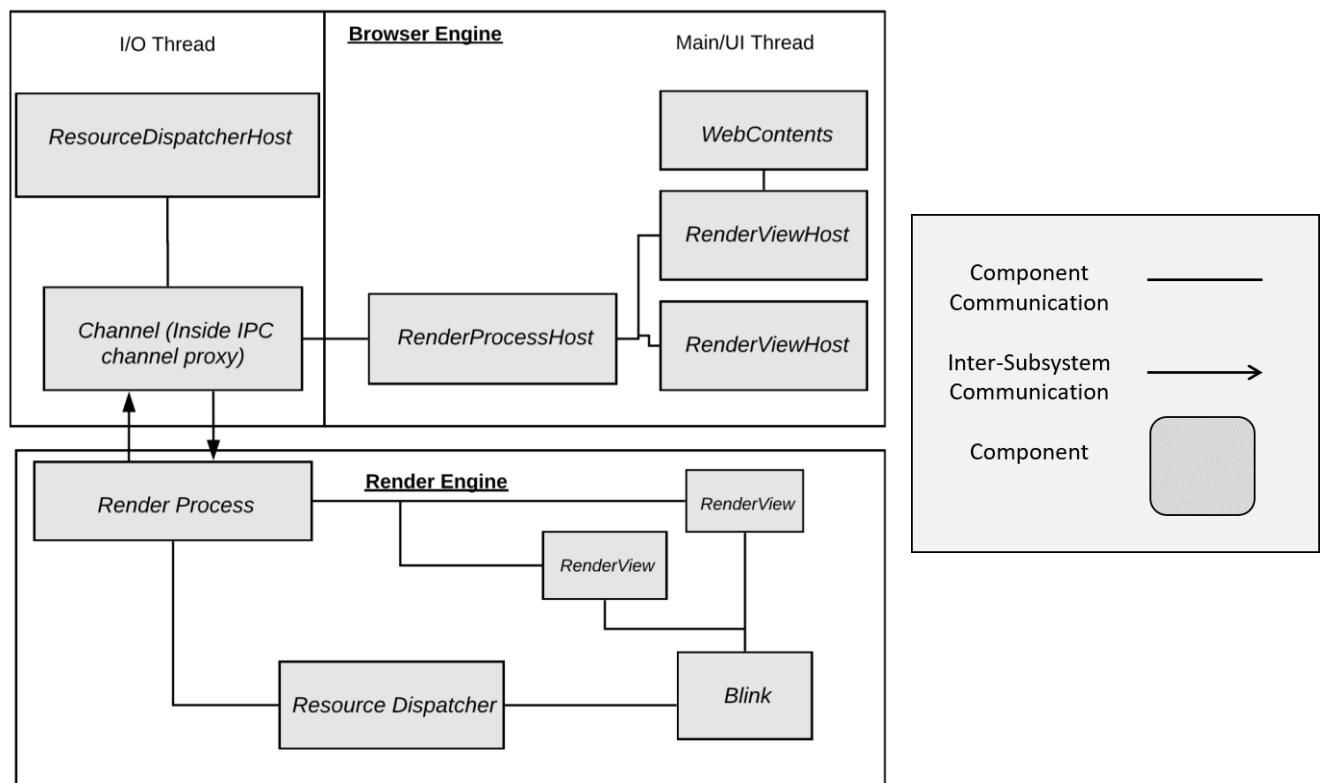 I/O Thread
Browser Engine
Main/UI Thread
ResourceDispatcherHost
WebContents
RenderViewHost
Channel (Inside IPC
channel proxy)
RenderProcessHost
RenderViewHost
Render Process
Render Engine
RenderView
RenderView
Resource Dispatcher
Blink
Component
Communication
Inter-Subsystem
Communication
Component